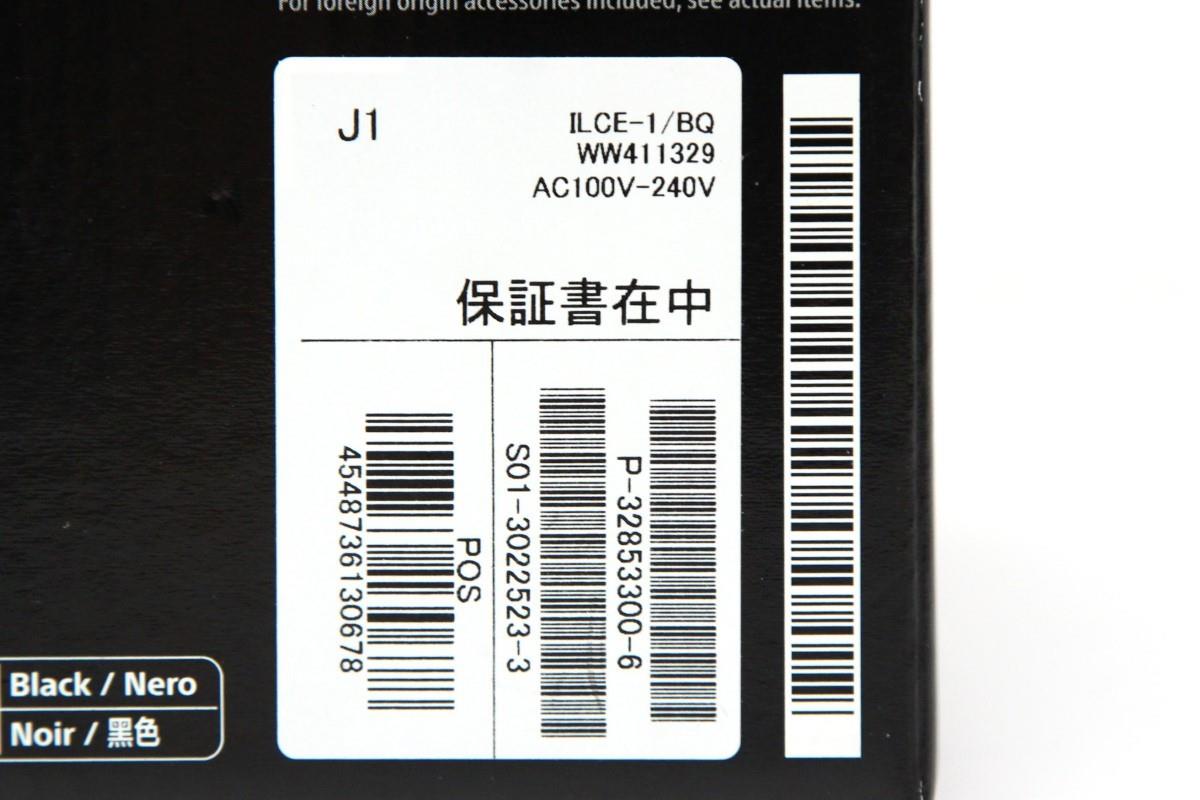 For foreign origin accessories included, see actual items.
J1
ILCE-1/BQ
WW411329
AC100V-240V
保証書在中
4548736130678
POS
S01-3022523-3
P-32853300-6
Black / Nero
Noir / 黑色